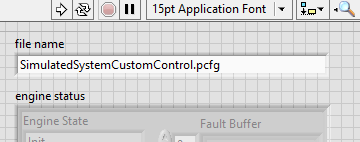 15pt Application Font
file name
SimulatedSystemCustomControl.pcfg
engine status
Engine State
Fault Buffer
Init